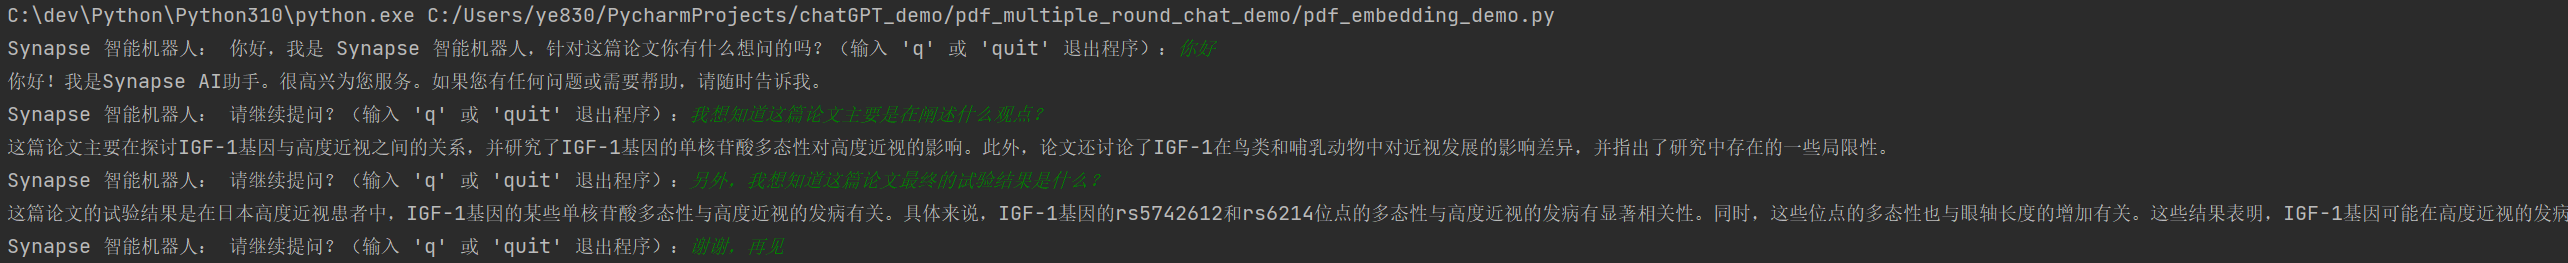 C:\dev\Python\Python310\python.exe C:/Users/ye830/PycharmProjects/chatGPT_demo/pdf_multiple_round_chat_demo/pdf_embedding_demo.py
Synapse 智能机器人： 你好，我是 Synapse 智能机器人，针对这篇论文你有什么想问的吗？（输入 'q' 或 'quit' 退出程序）：你好
你好！我是Synapse AI助手。很高兴为您服务。如果您有任何问题或需要帮助，请随时告诉我。
Synapse 智能机器人： 请继续提问？（输入 'q' 或 'quit' 退出程序）：我想知道这篇论文主要是在阐述什么观点？
这篇论文主要在探讨IGF-1基因与高度近视之间的关系，并研究了IGF-1基因的单核苷酸多态性对高度近视的影响。此外，论文还讨论了IGF-1在鸟类和哺乳动物中对近视发展的影响差异，并指出了研究中存在的一些局限性。
Synapse 智能机器人： 请继续提问？（输入 'q' 或 'quit' 退出程序）：另外，我想知道这篇论文最终的试验结果是什么？
这篇论文的试验结果是在日本高度近视患者中，IGF-1基因的某些单核苷酸多态性与高度近视的发病有关。具体来说，IGF-1基因的rs5742612和rs6214位点的多态性与高度近视的发病有显著相关性。同时，这些位点的多态性也与眼轴长度的增加有关。这些结果表明，IGF-1基因可能在高度近视的发病
Synapse 智能机器人： 请继续提问？（输入 'q' 或 'quit' 退出程序）：谢谢，再见